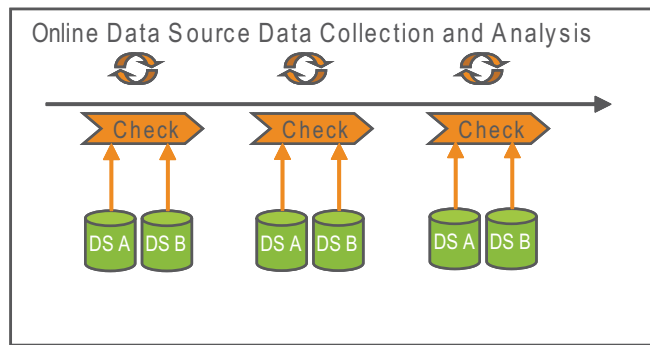 Online Data Source Data Collection and Analysis
Check Check Check
DS A DS B DS A DS B DS A DS B